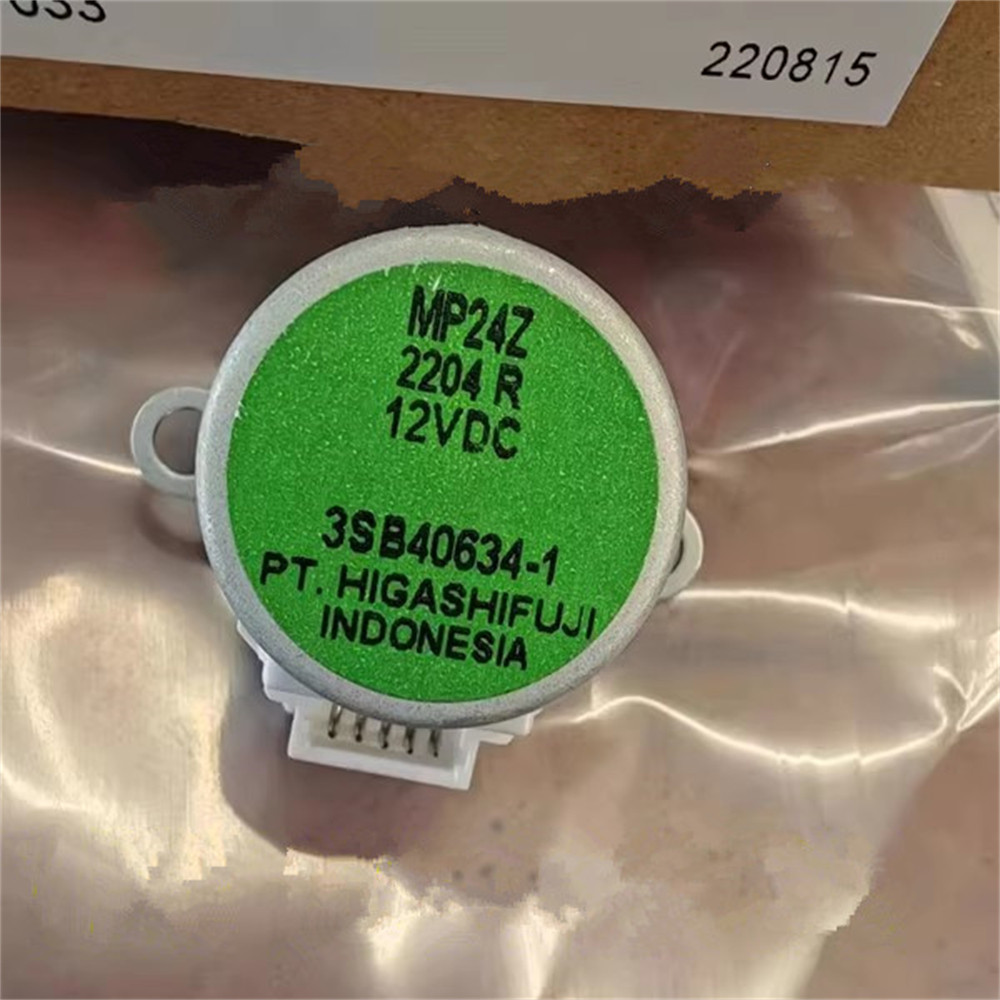 220815
MP24Z
2204 R
12VDC
3SB40634-1
PT. HIGASHIFUJI
INDONESIA